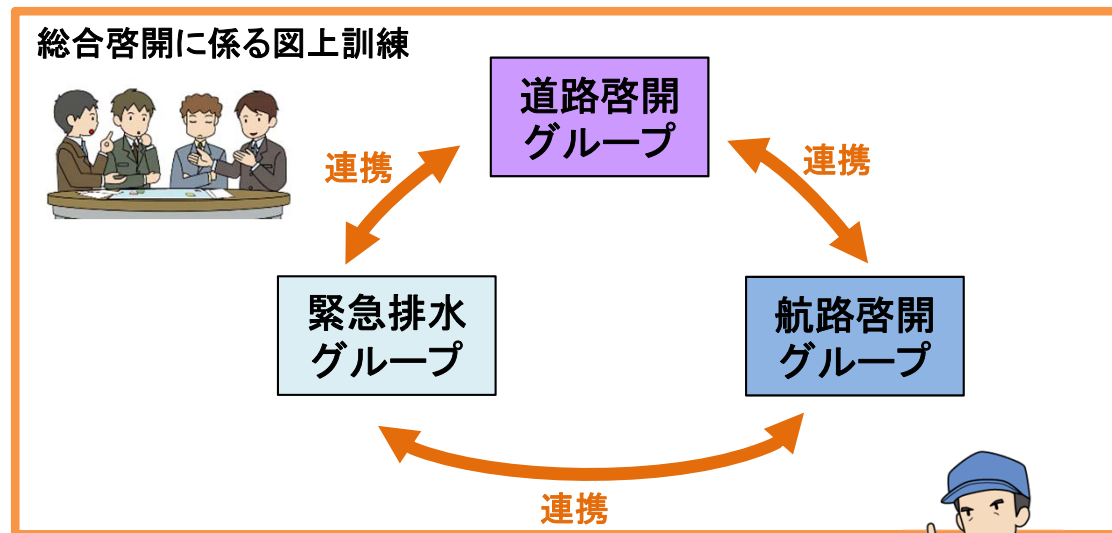 総合啓開に係る図上訓練
道路啓開
グループ
連携
連携
緊急排水
グループ
航路啓開
グループ
連携